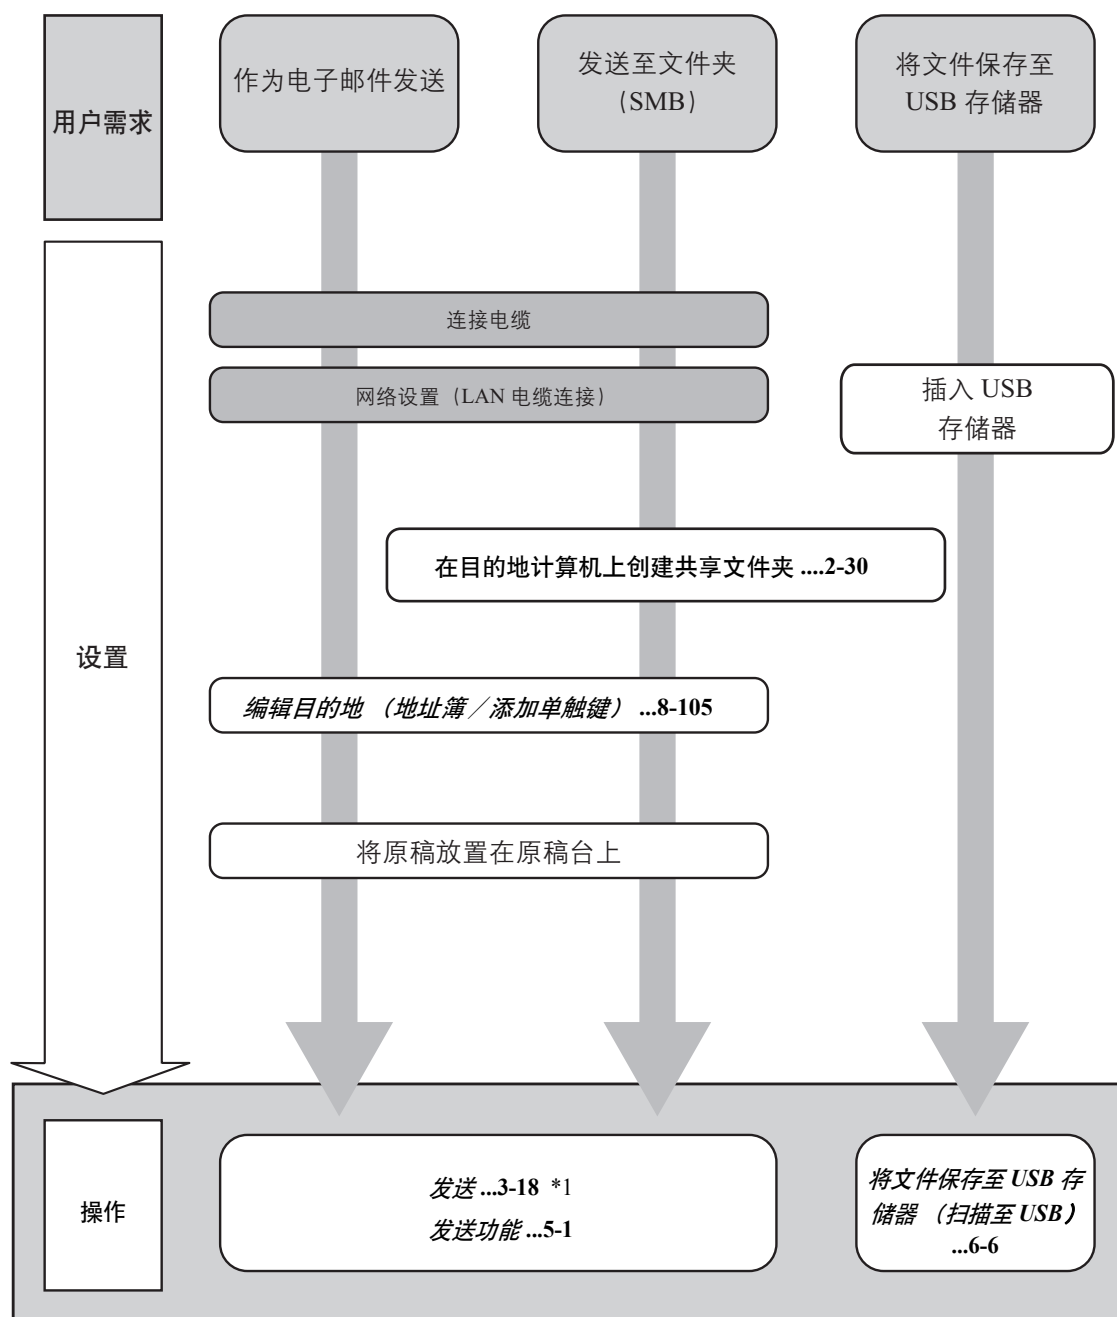 用户需求
作为电子邮件发送
发送至文件夹
（SMB）
将文件保存至
USB 存储器
连接电缆
网络设置（LAN 电缆连接）
插入 USB
存储器
在目的地计算机上创建共享文件夹 ....2-30
设置
编辑目的地 （地址簿／添加单触键） ...8-105
将原稿放置在原稿台上
操作
发送 ...3-18 *1
发送功能 ...5-1
将文件保存至 USB 存
储器 （扫描至 USB）
...6-6